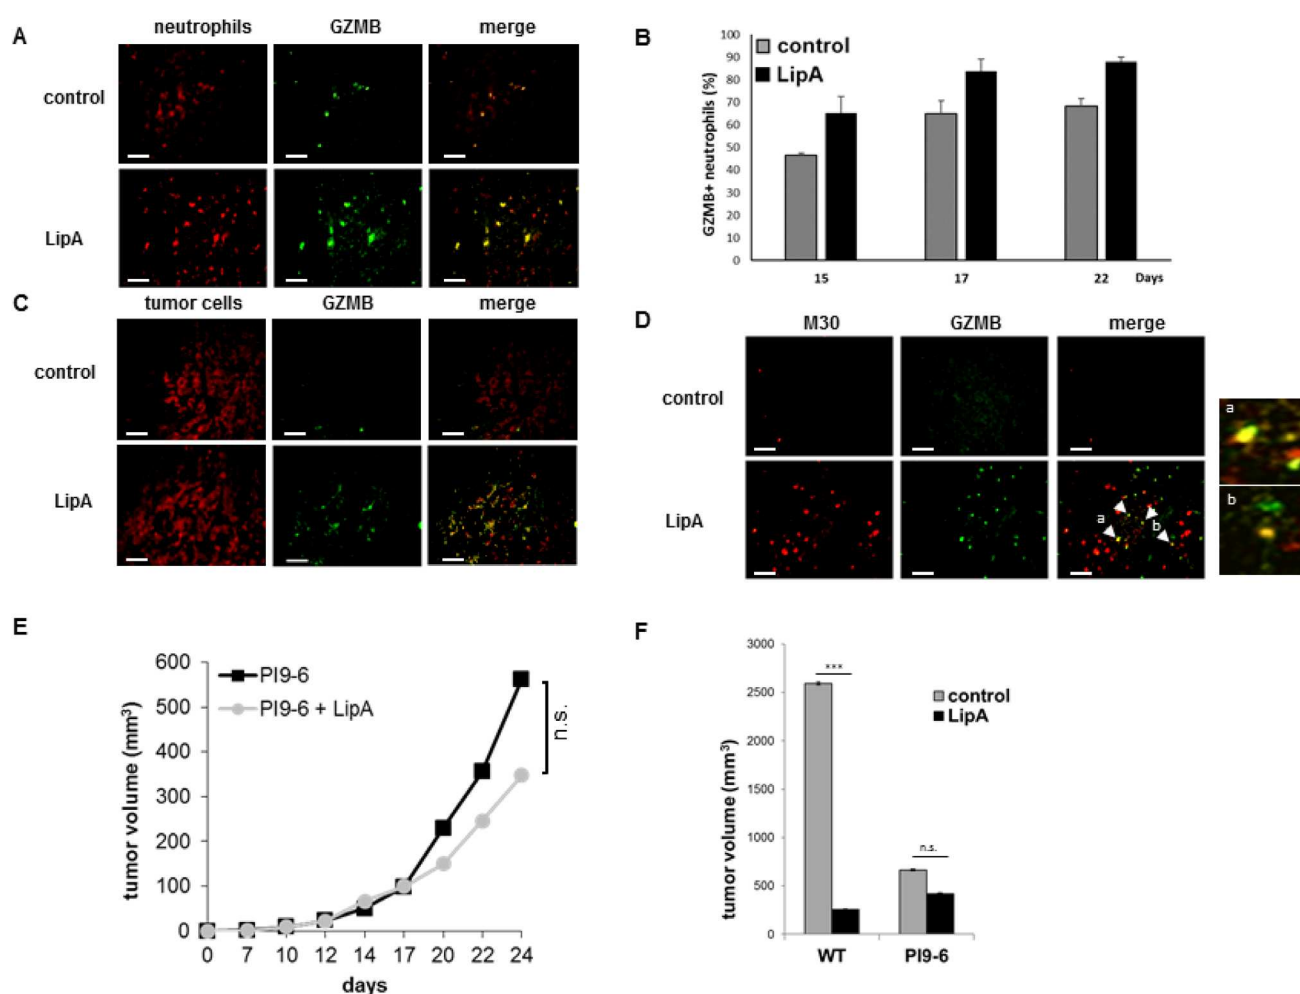 A
neutrophils GZMB merge
control
LipA
B
GZMB+ neutrophils (%)
100
90
80
70
60
50
40
30
20
10
0
control
LipA
15 17 22 Days
C
tumor cells GZMB merge
control
LipA
D
M30 GZMB merge
control
LipA
a b
a
b
E
tumor volume (mm³)
600
500
400
300
200
100
0
PI9-6
PI9-6 + LipA
n.s.
0 7 10 12 14 17 20 22 24
days
F
tumor volume (mm³)
3000
2500
2000
1500
1000
500
0
***
n.s.
control
LipA
WT PI9-6